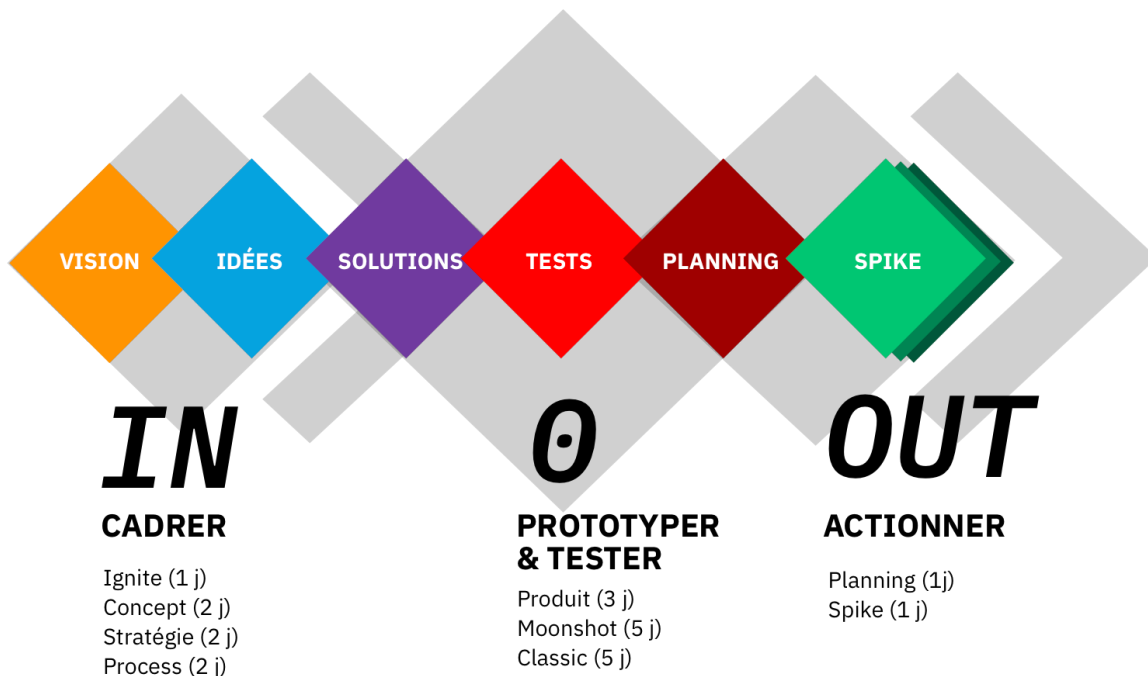 VISION
IDÉES
SOLUTIONS
TESTS
PLANNING
SPIKE
IN
CADRER
Ignite (1 j)
Concept (2 j)
Stratégie (2 j)
Process (2 j)
0
PROTOTYPER
& TESTER
Produit (3 j)
Moonshot (5 j)
Classic (5 j)
OUT
ACTIONNER
Planning (1j)
Spike (1 j)